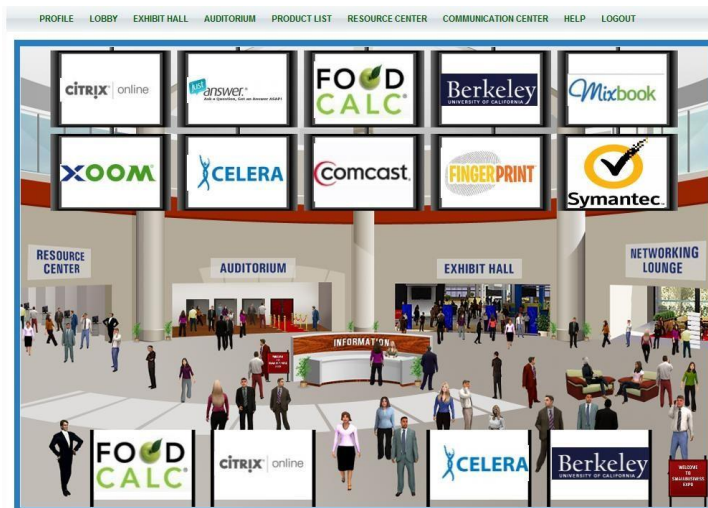 PROFILE LOBBY EXHIBIT HALL AUDITORIUM PRODUCT LIST RESOURCE CENTER COMMUNICATION CENTER HELP LOGOUT
CITRIX online
Just
answer.
Ask a Question, Get an Answer ASAP!
FOOD
CALC
Berkeley
UNIVERSITY OF CALIFORNIA
Mixbook
XOOM
CELERA
comcast.
FINGERPRINT
Symantec.
RESOURCE
CENTER
AUDITORIUM
EXHIBIT HALL
NETWORKING
LOUNGE
INFORMATION
FOOD
CALC
CITRIX online
CELERA
Berkeley
UNIVERSITY OF CALIFORNIA
WELCOME
TO
SMALLBUSINESS
EXPO